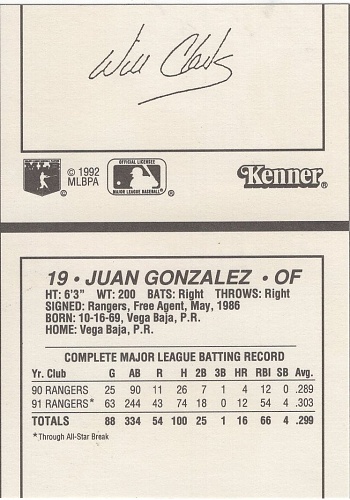 Will Clark
© 1992
MLBPA
OFFICIAL LICENSEE
MAJOR LEAGUE BASEBALL®
Kenner®
19 • JUAN GONZALEZ • OF
HT: 6'3" WT: 200 BATS: Right THROWS: Right
SIGNED: Rangers, Free Agent, May, 1986
BORN: 10-16-69, Vega Baja, P.R.
HOME: Vega Baja, P.R.
COMPLETE MAJOR LEAGUE BATTING RECORD
Yr. Club G AB R H 2B 3B HR RBI SB Avg.
90 RANGERS 25 90 11 26 7 1 4 12 0 .289
91 RANGERS* 63 244 43 74 18 0 12 54 4 .303
TOTALS 88 334 54 100 25 1 16 66 4 .299
*Through All-Star Break